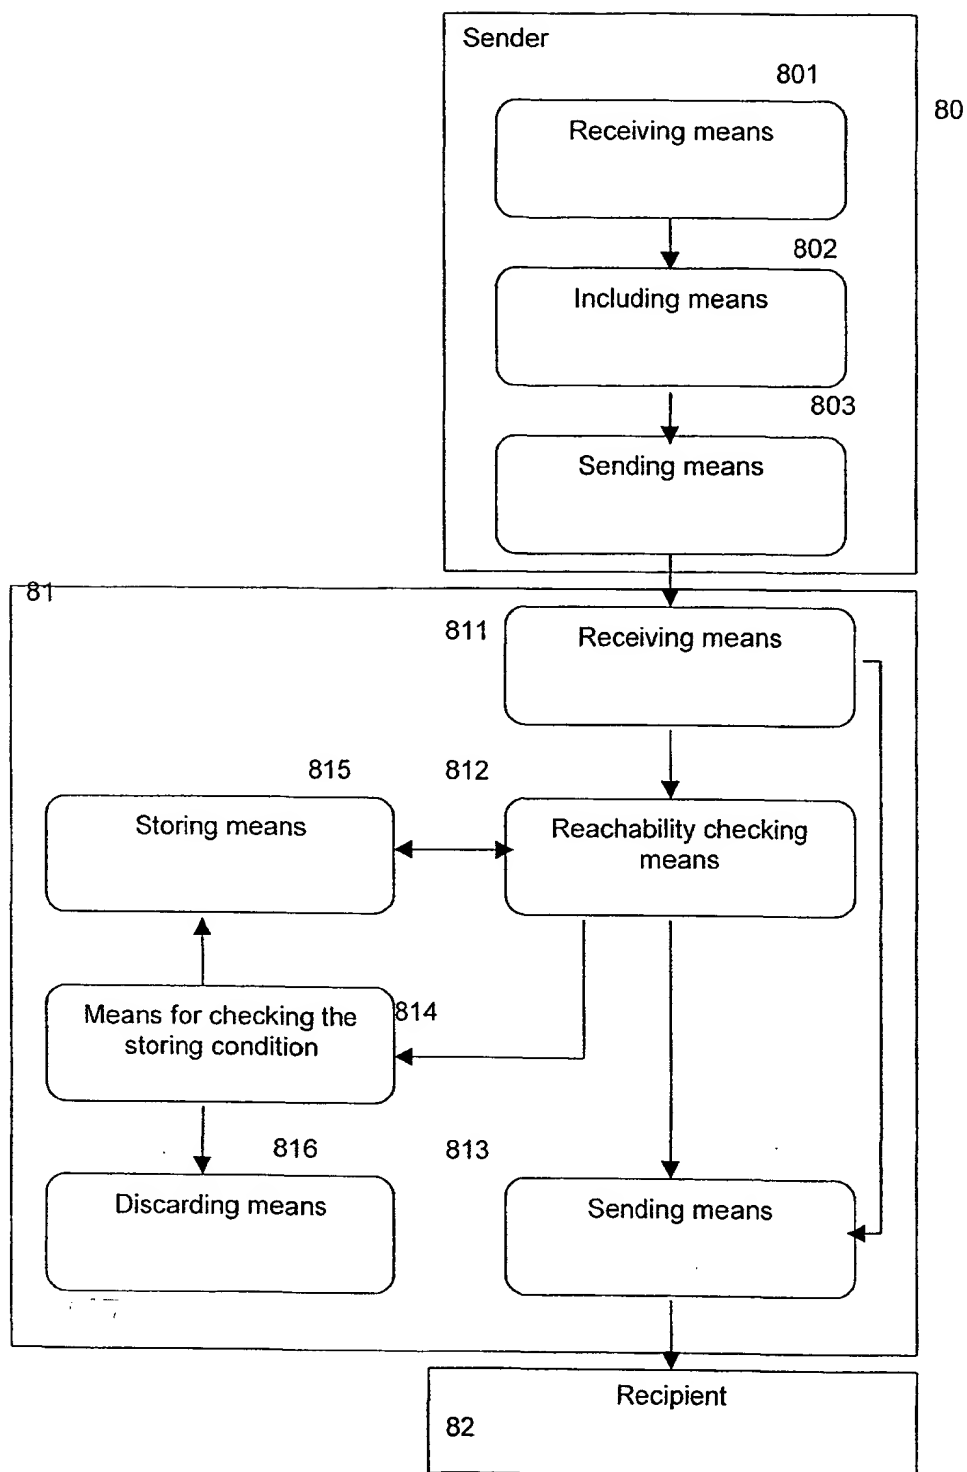 Sender
801
80
Receiving means
802
Including means
803
Sending means
81
811
Receiving means
815
812
Storing means
Reachability checking
means
Means for checking the
storing condition
814
816
813
Discarding means
Sending means
Recipient
82